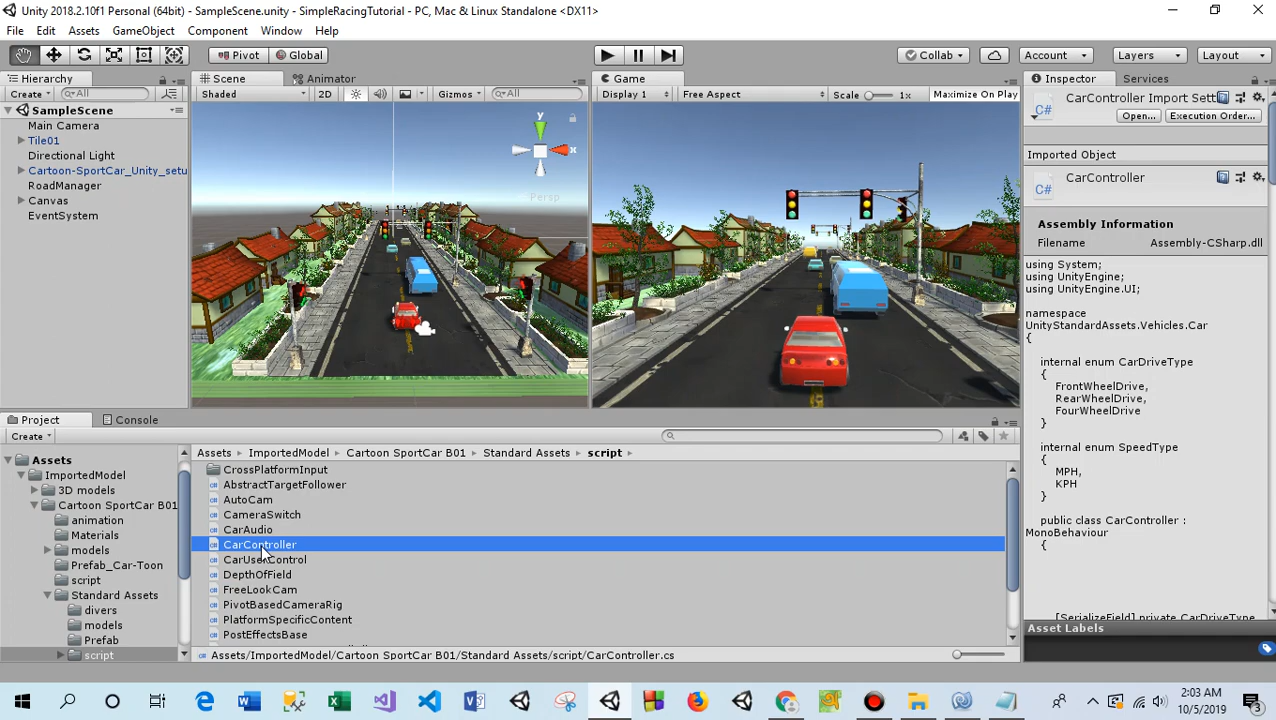 Unity 2018.2.10f1 Personal (64bit) - SampleScene.unity - SimpleRacingTutorial - PC, Mac & Linux Standalone <DX11>
File Edit Assets GameObject Component Window Help
Pivot Global Collab Account Layers Layout
Hierarchy
Create All
SampleScene
Main Camera
Tile01
Directional Light
Cartoon-SportCar_Unity_setu
RoadManager
Canvas
EventSystem
Scene Animator
Shaded 2D Gizmos All
y
x
Persp
Game
Display 1 Free Aspect Scale 1x Maximize On Play
Inspector Services
C#
CarController Import Sett
Open... Execution Order...
Imported Object
C#
CarController
Assembly Information
Filename Assembly-CSharp.dll
using System;
using UnityEngine;
using UnityEngine.UI;
namespace
UnityStandardAssets.Vehicles.Car
{
internal enum CarDriveType
{
FrontWheelDrive,
RearWheelDrive,
FourWheelDrive
}
internal enum SpeedType
{
MPH,
KPH
}
public class CarController :
MonoBehaviour
{
[SerializeField] private CarDriveType
Asset Labels
Project Console
Create
Assets
ImportedModel
3D models
Cartoon SportCar B01
animation
Materials
models
Prefab_Car-Toon
script
Standard Assets
divers
models
Prefab
script
Assets ImportedModel Cartoon SportCar B01 Standard Assets script
CrossPlatformInput
AbstractTargetFollower
AutoCam
CameraSwitch
CarAudio
CarController
CarUserControl
DepthOfField
FreeLookCam
PivotBasedCameraRig
PlatformSpecificContent
PostEffectsBase
Assets/ImportedModel/Cartoon SportCar B01/Standard Assets/script/CarController.cs
2:03 AM
10/5/2019
3